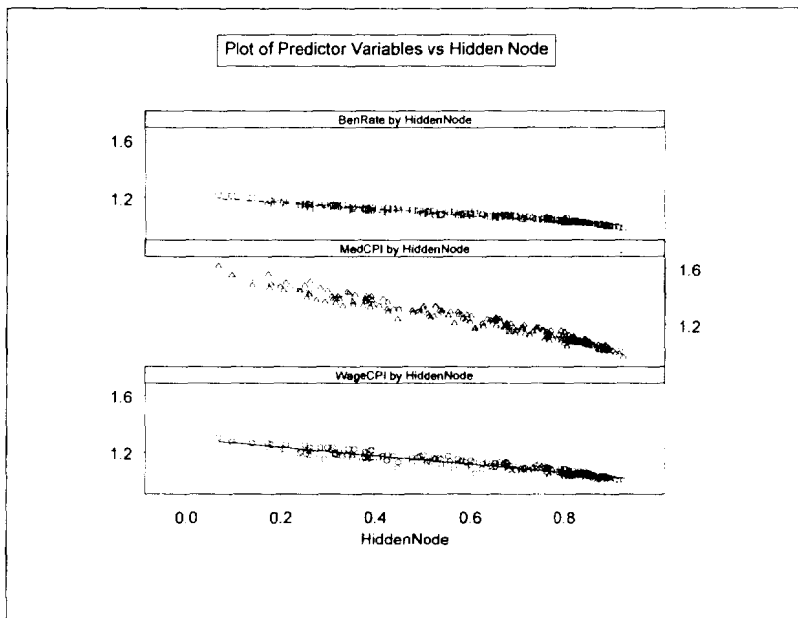 Plot of Predictor Variables vs Hidden Node
BenRate by HiddenNode
1.6
1.2
MedCPI by HiddenNode
1.6
1.2
WageCPI by HiddenNode
1.6
1.2
0.0 0.2 0.4 0.6 0.8
HiddenNode